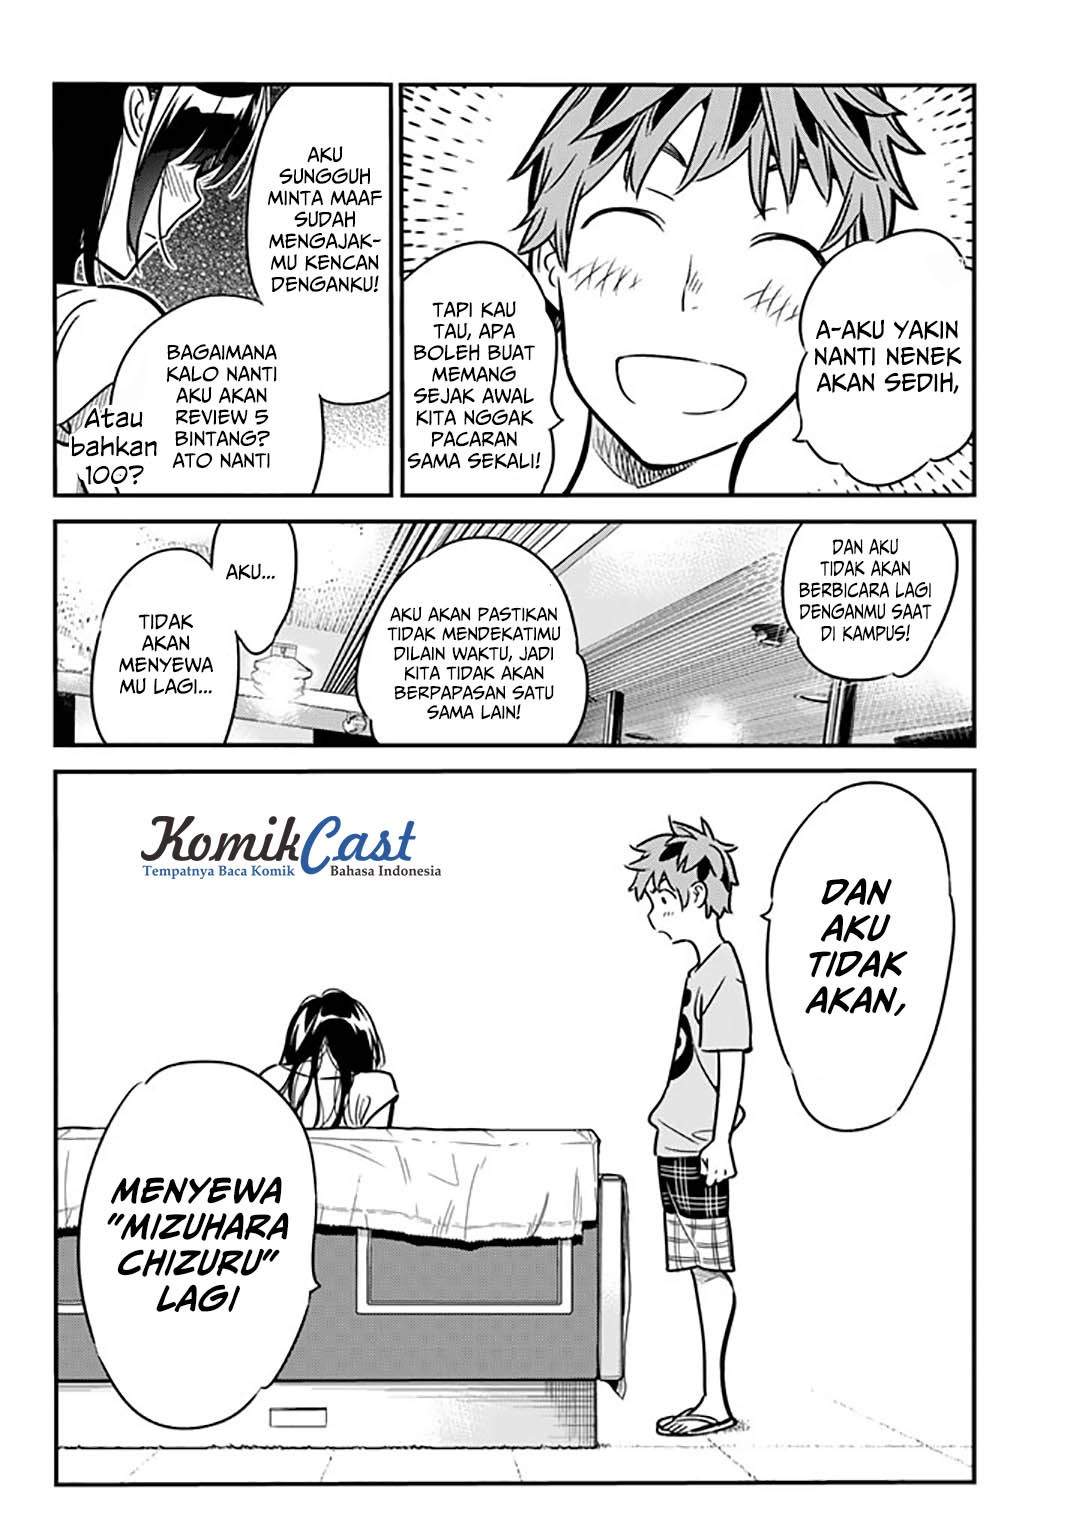 A-AKU YAKIN
NANTI NENEK
AKAN SEDIH,
TAPI KAU
TAU, APA
BOLEH BUAT
MEMANG
SEJAK AWAL
KITA NGGAK
PACARAN
SAMA SEKALI!
AKU
SUNGGUH
MINTA MAAF
SUDAH
MENGAJAK-
MU KENCAN
DENGANKU!
BAGAIMANA
KALO NANTI
AKU AKAN
REVIEW 5
BINTANG?
ATO NANTI
Atau
bahkan
100?
DAN AKU
TIDAK AKAN
BERBICARA LAGI
DENGANMU SAAT
DI KAMPUS!
AKU AKAN PASTIKAN
TIDAK MENDEKATIMU
DILAIN WAKTU, JADI
KITA TIDAK AKAN
BERPAPASAN SATU
SAMA LAIN!
AKU...
TIDAK
AKAN
MENYEWA
MU LAGI...
KomikCast
Tempatnya Baca Komik Bahasa Indonesia
DAN
AKU
TIDAK
AKAN,
MENYEWA
"MIZUHARA
CHIZURU"
LAGI